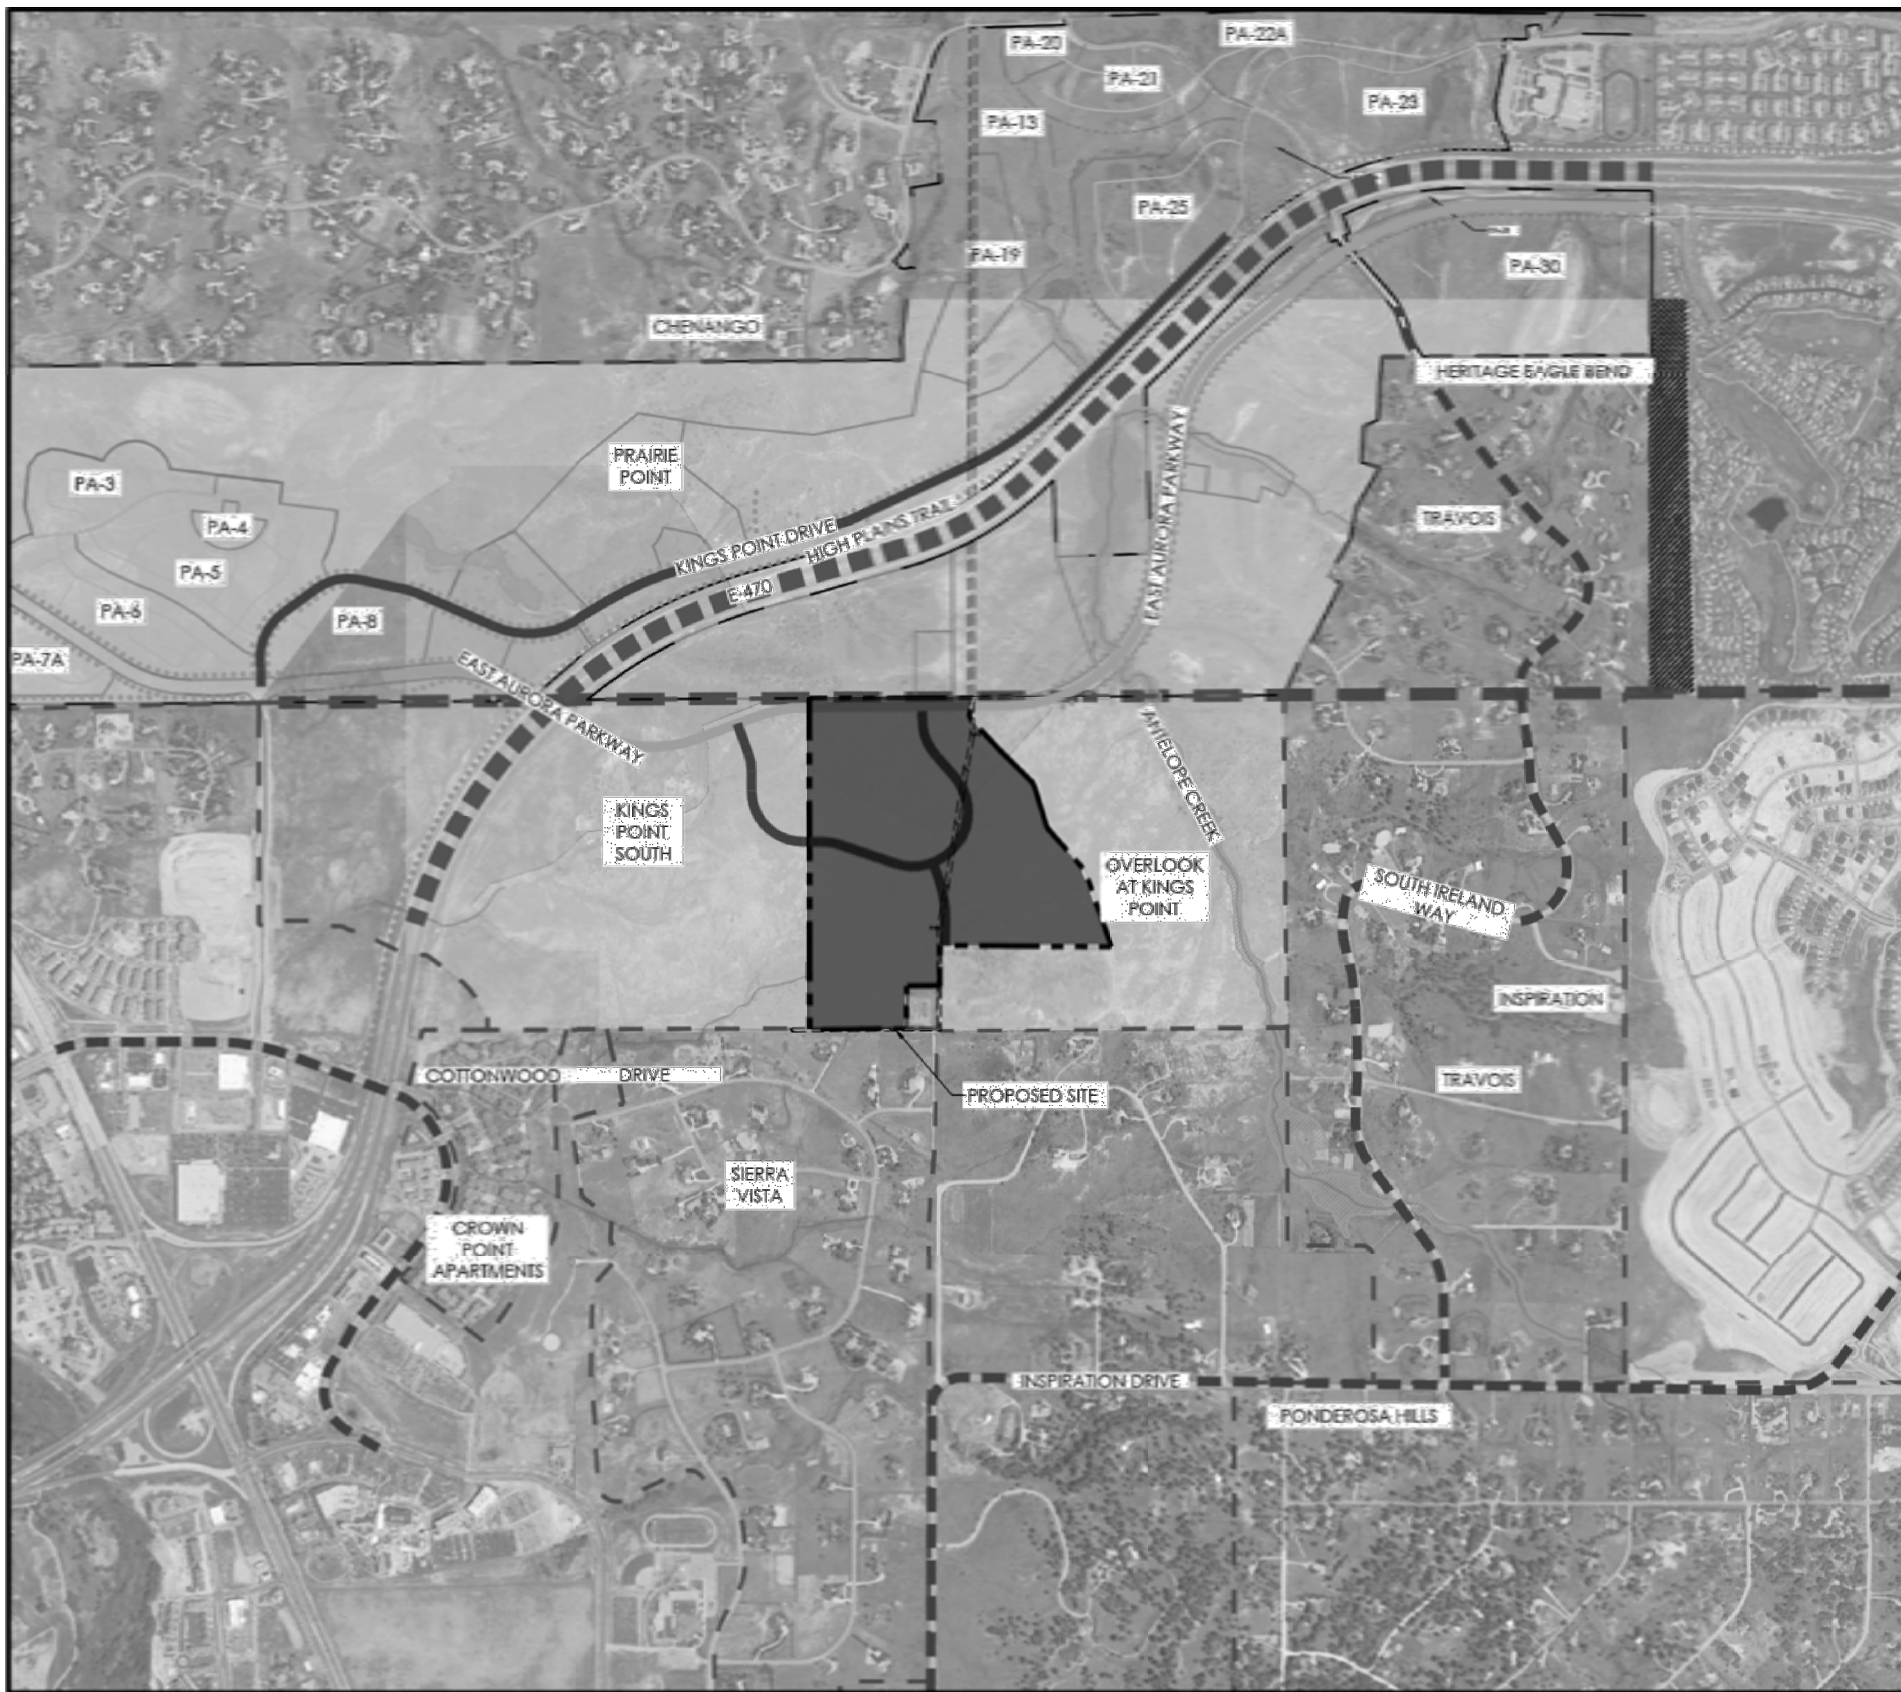 PA-20
PA-22A
PA-21
PA-23
PA-13
PA-25
PA-19
PA-30
CHENANGO
HERITAGE EAGLE BEND
PRAIRIE
POINT
PA-3
PA-4
PA-5
PA-6
PA-8
PA-7A
KINGS POINT DRIVE
HIGH PLAINS TRAIL
E-470
EAST AURORA PARKWAY
TRAVOIS
EAST AURORA PARKWAY
ANTELOPE CREEK
KINGS
POINT
SOUTH
OVERLOOK
AT KINGS
POINT
SOUTH IRELAND
WAY
INSPIRATION
TRAVOIS
COTTONWOOD DRIVE
PROPOSED SITE
SIERRA
VISTA
CROWN
POINT
APARTMENTS
INSPIRATION DRIVE
PONDEROSA HILLS